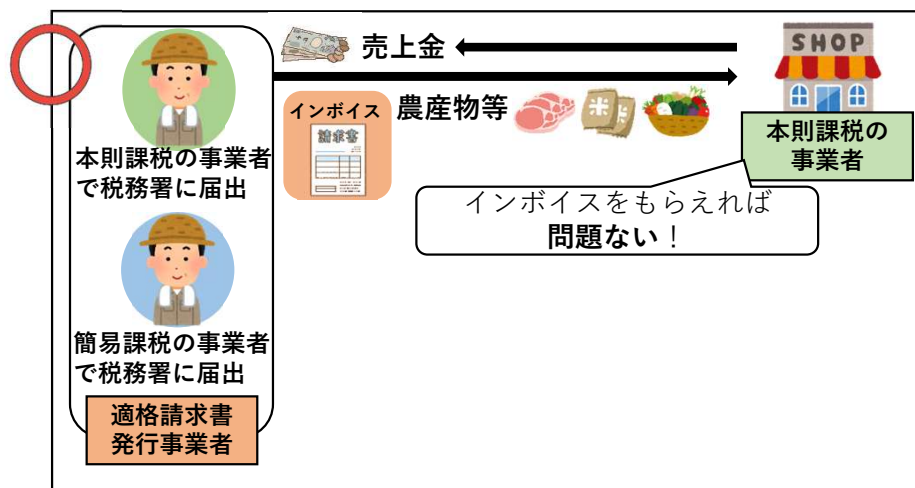 売上金
SHOP
インボイス
請求書
農産物等
本則課税の事業者
で税務署に届出
本則課税の
事業者
インボイスをもらえれば
問題ない！
簡易課税の事業者
で税務署に届出
適格請求書
発行事業者